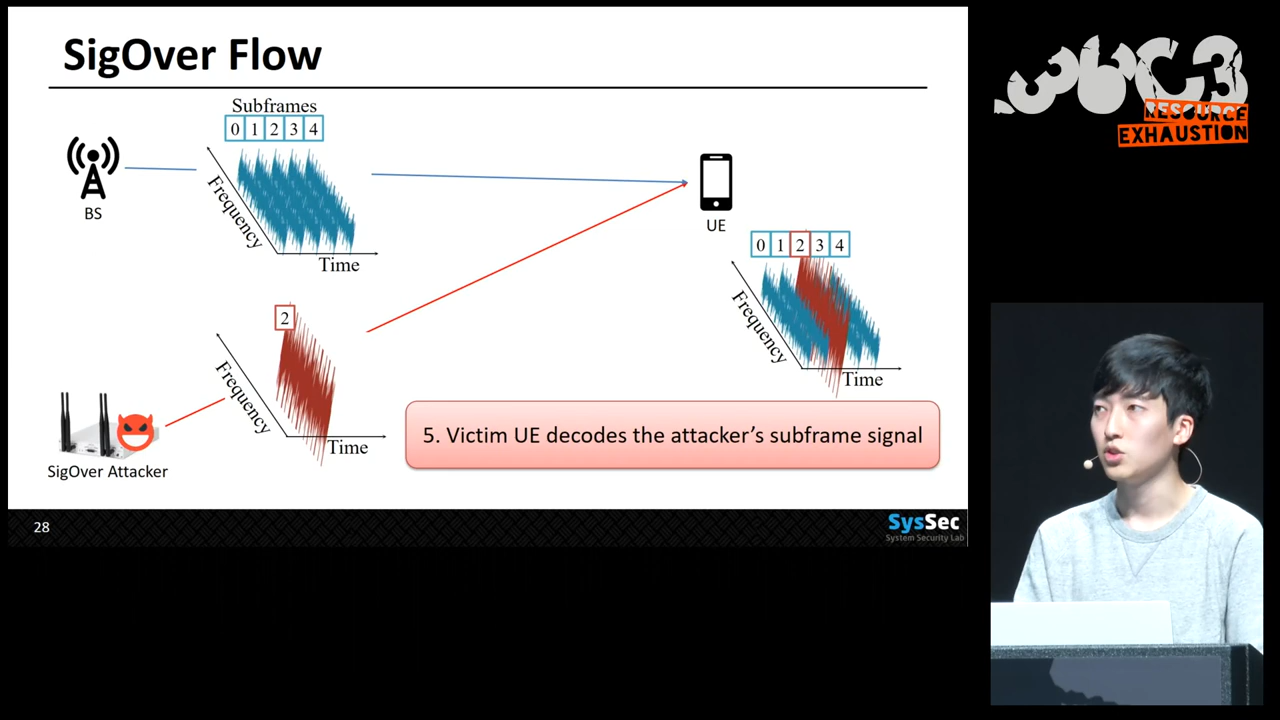 SigOver Flow
Subframes
0 1 2 3 4
Frequency
Time
BS
UE
0 1 2 3 4
Frequency
Time
2
Frequency
Time
SigOver Attacker
5. Victim UE decodes the attacker's subframe signal
28
SysSec
System Security Lab
36C3
RESOURCE
EXHAUSTION